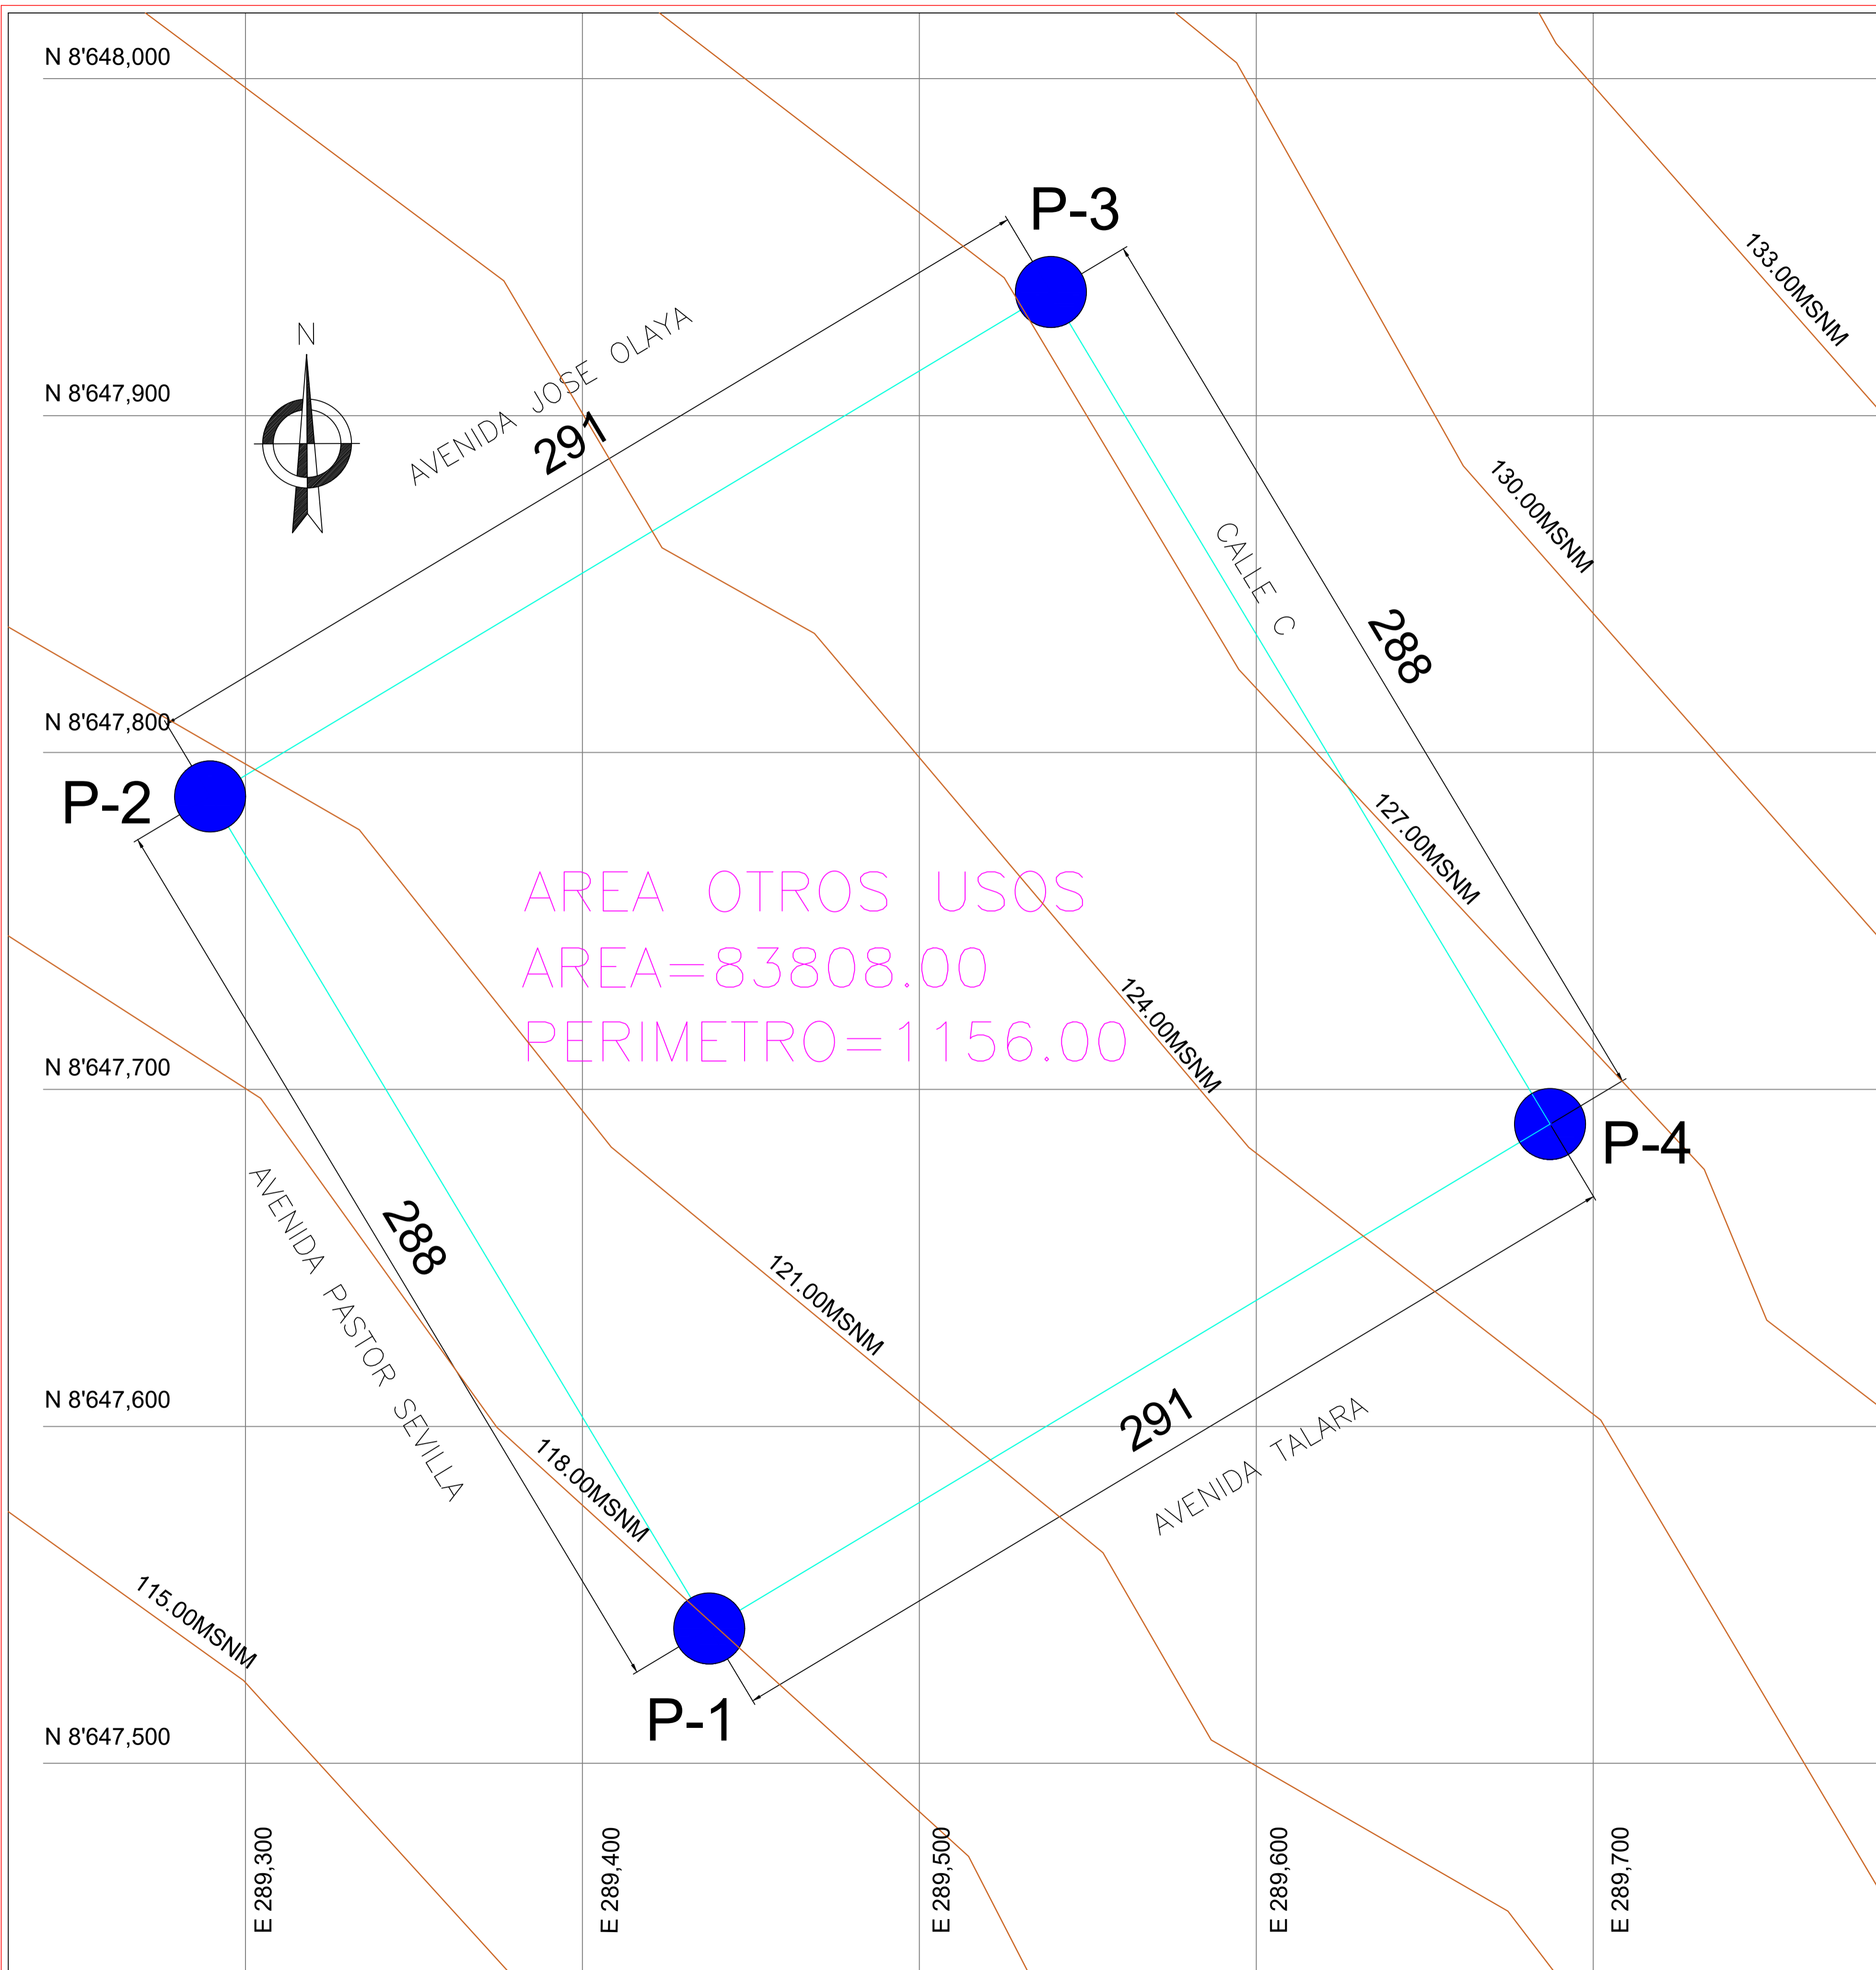 N 8'648,000
P-3
133.00MSNM
N
AVENIDA JOSE OLAYA
N 8'647,900
291
130.00MSNM
CALLE C
288
N 8'647,800
P-2
127.00MSNM
AREA OTROS USOS
AREA=83808.00
PERIMETRO=1156.00
124.00MSNM
N 8'647,700
P-4
AVENIDA PASTOR SEVILLA
288
121.00MSNM
N 8'647,600
291
AVENIDA TALARA
118.00MSNM
115.00MSNM
P-1
N 8'647,500
E 289,300
E 289,400
E 289,500
E 289,600
E 289,700